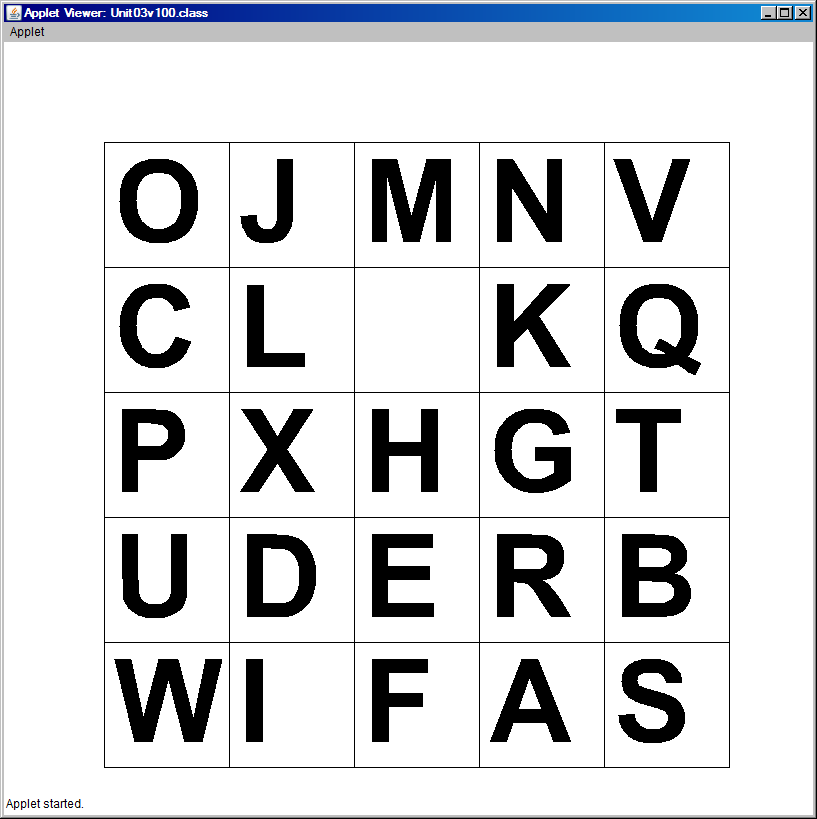 Applet Viewer: Unit03v100.class
Applet
O J M N V
C L K Q
P X H G T
U D E R B
W I F A S
Applet started.